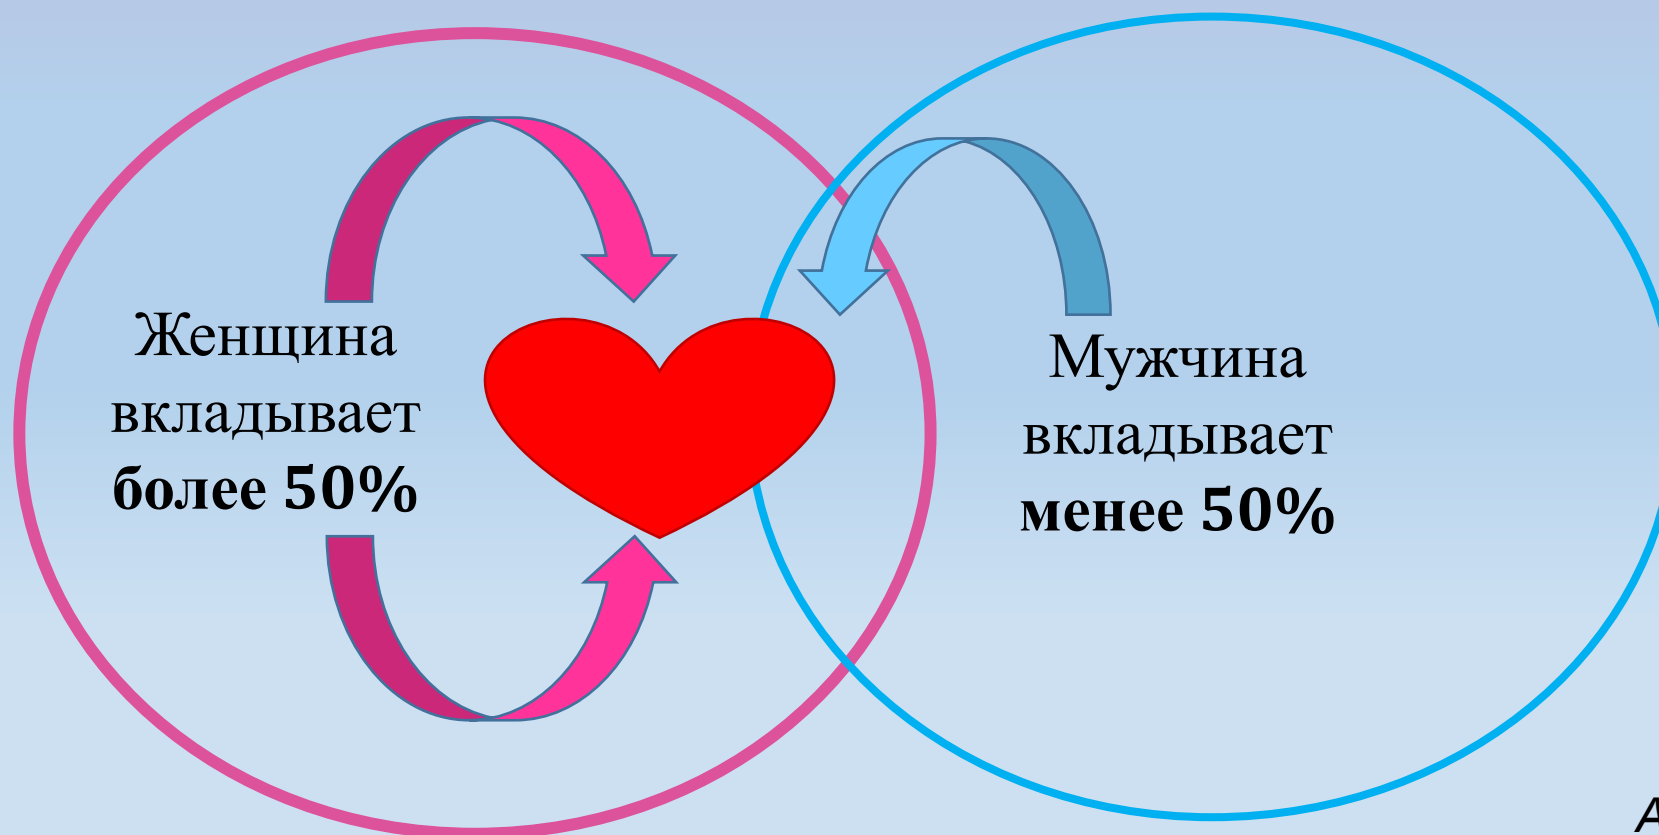 Женщина
вкладывает
более 50%
Мужчина
вкладывает
менее 50%